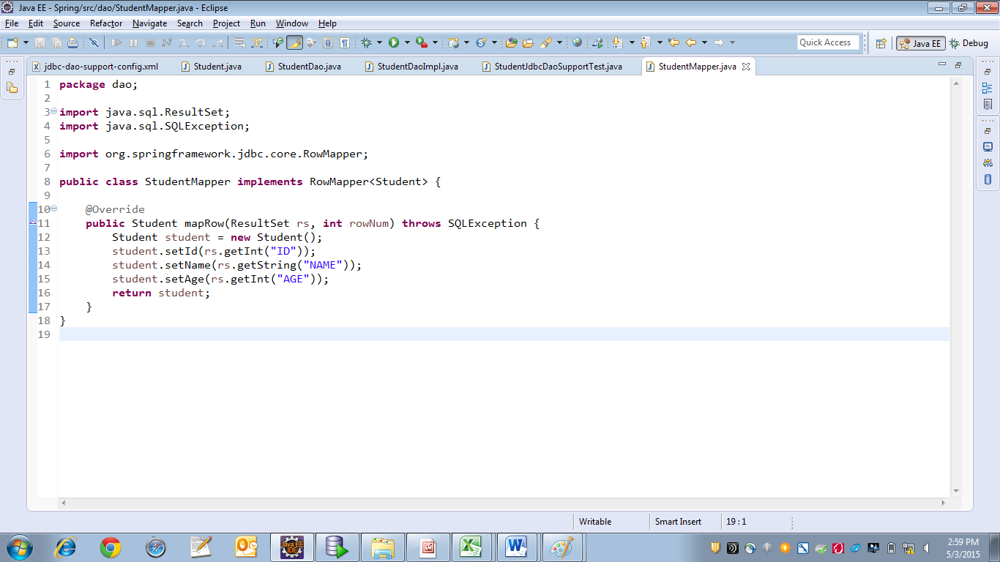 Java EE - Spring/src/dao/StudentMapper.java - Eclipse
File Edit Source Refactor Navigate Search Project Run Window Help
Quick Access Java EE Debug
jdbc-dao-support-config.xml Student.java StudentDao.java StudentDaoImpl.java StudentJdbcDaoSupportTest.java StudentMapper.java
1 package dao;
2
3 import java.sql.ResultSet;
4 import java.sql.SQLException;
5
6 import org.springframework.jdbc.core.RowMapper;
7
8 public class StudentMapper implements RowMapper<Student> {
9
10 @Override
11 public Student mapRow(ResultSet rs, int rowNum) throws SQLException {
12 Student student = new Student();
13 student.setId(rs.getInt("ID"));
14 student.setName(rs.getString("NAME"));
15 student.setAge(rs.getInt("AGE"));
16 return student;
17 }
18 }
19
Writable Smart Insert 19 : 1
Java EE
IDE
2:59 PM
5/3/2015